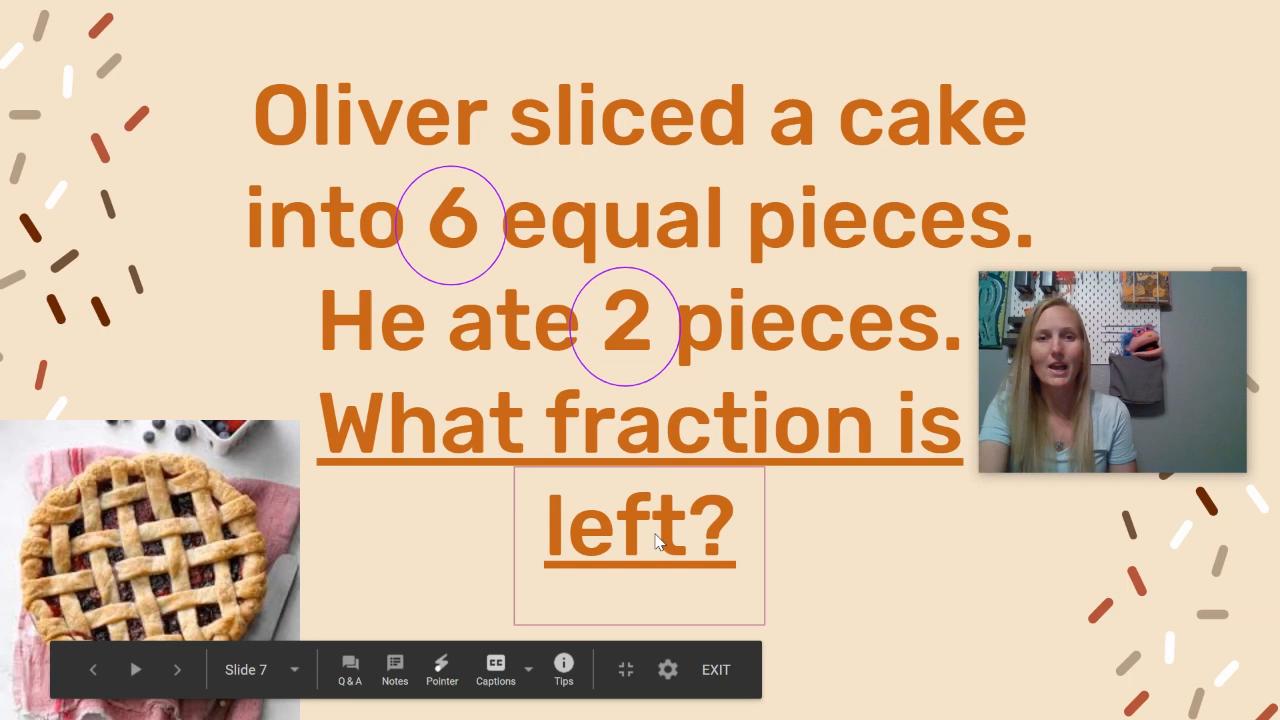 Oliver sliced a cake
into 6 equal pieces.
He ate 2 pieces.
What fraction is
left?
Slide 7
Q & A
Notes
Pointer
Captions
Tips
EXIT
CC